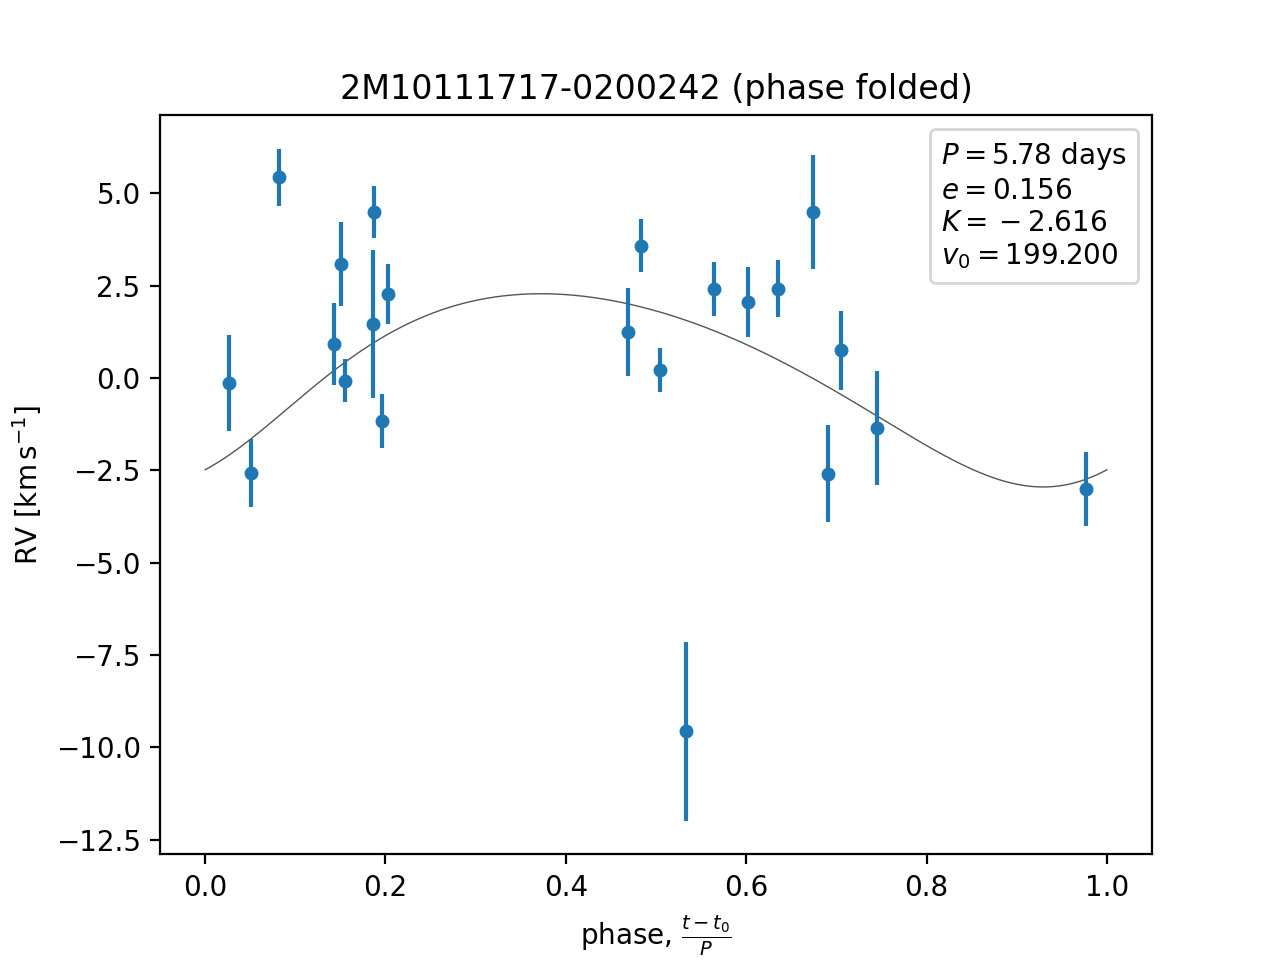 2M10111717-0200242 (phase folded)
P = 5.78 days
e = 0.156
K = −2.616
v₀ = 199.200
5.0
2.5
0.0
−2.5
−5.0
−7.5
−10.0
−12.5
RV [km s⁻¹]
0.0 0.2 0.4 0.6 0.8 1.0
phase, (t − t₀)/P